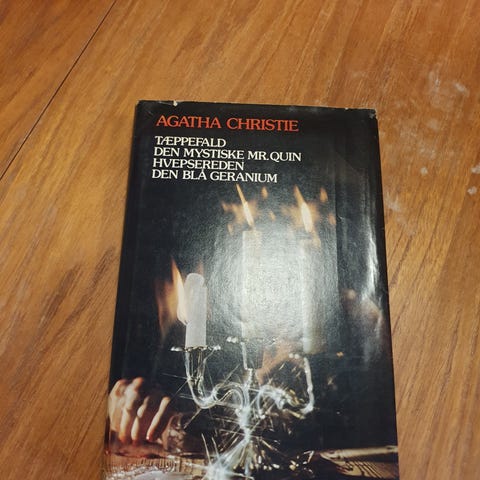 AGATHA CHRISTIE
TÆPPEFALD
DEN MYSTISKE MR. QUIN
HVEPSEREDEN
DEN BLÅ GERANIUM